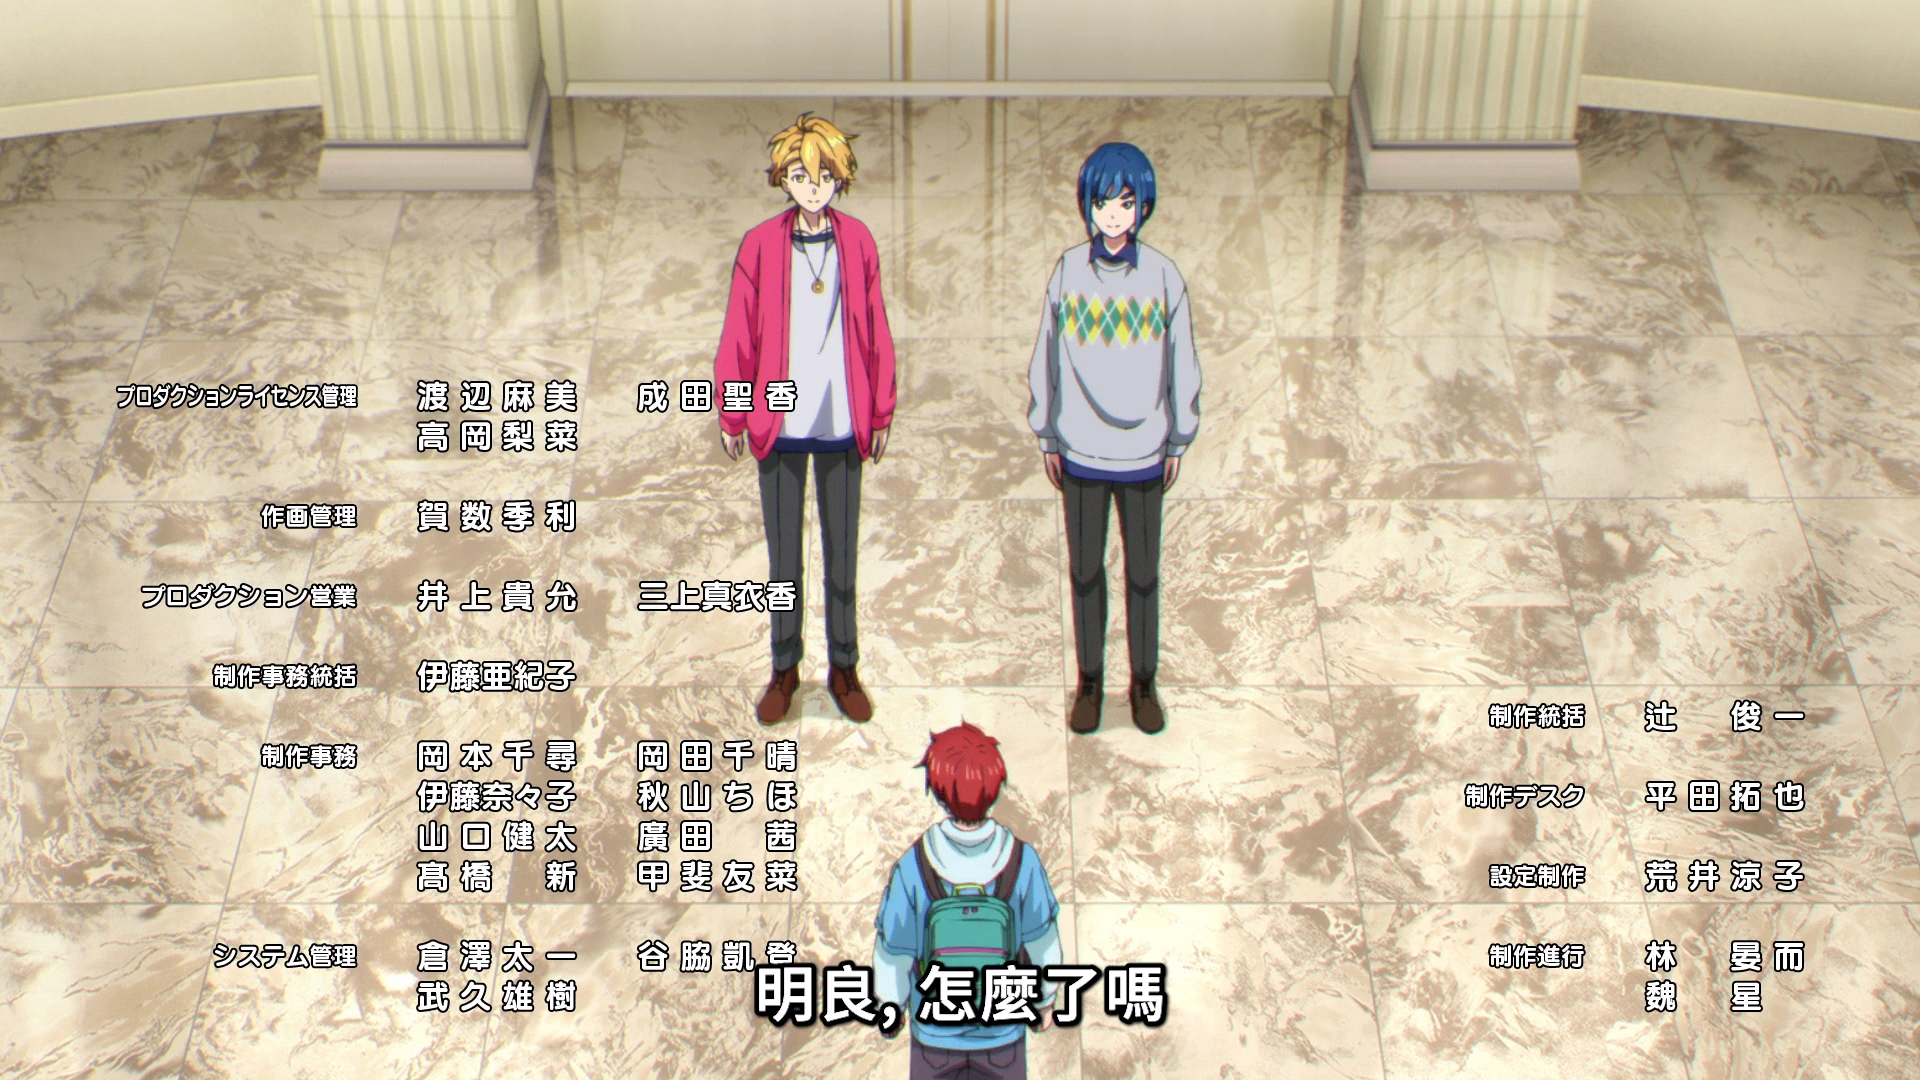 プロダクションライセンス管理 渡辺麻美 成田聖香
高岡梨菜
作画管理 賀数季利
プロダクション営業 井上貴允 三上真衣香
制作事務統括 伊藤亜紀子
制作事務 岡本千尋 岡田千晴
伊藤奈々子 秋山ちほ
山口健太 廣田 茜
髙橋 新 甲斐友菜
システム管理 倉澤太一 谷脇凱登
武久雄樹
制作統括 辻 俊一
制作デスク 平田拓也
設定制作 荒井涼子
制作進行 林 晏而
魏 星
明良, 怎麼了嗎